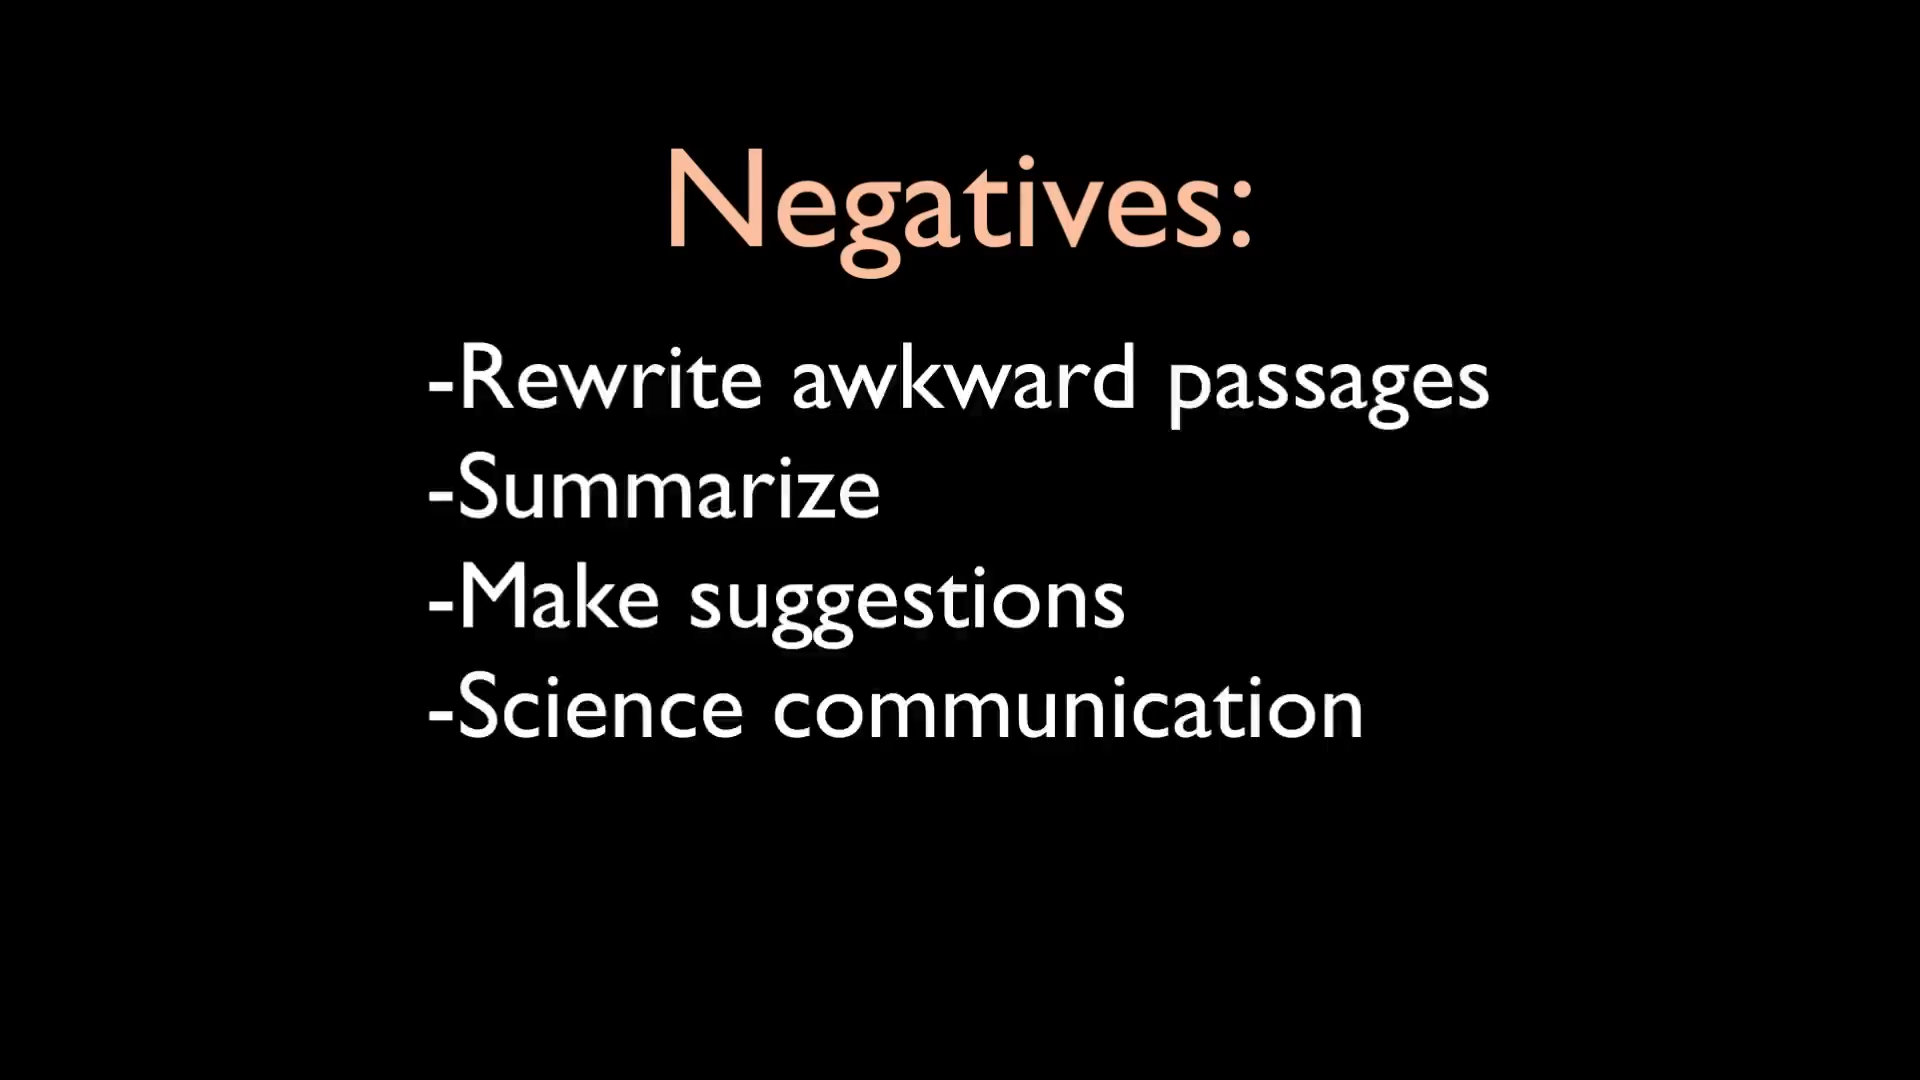 Negatives:
-Rewrite awkward passages
-Summarize
-Make suggestions
-Science communication